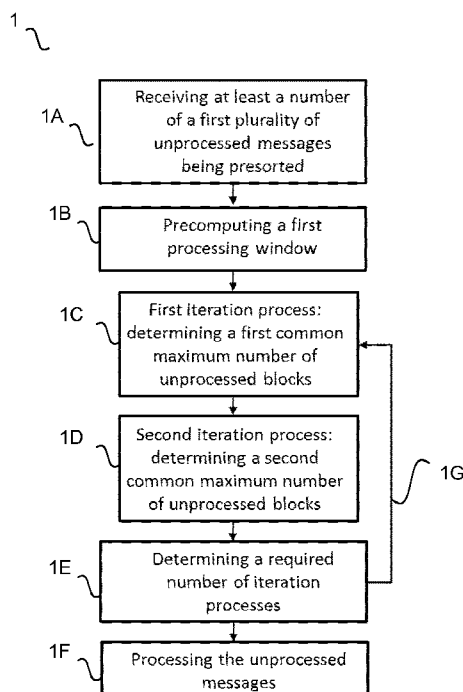 1
1A
Receiving at least a number
of a first plurality of
unprocessed messages
being presorted
1B
Precomputing a first
processing window
1C
First iteration process:
determining a first common
maximum number of
unprocessed blocks
1D
Second iteration process:
determining a second
common maximum number
of unprocessed blocks
1G
1E
Determining a required
number of iteration
processes
1F
Processing the unprocessed
messages